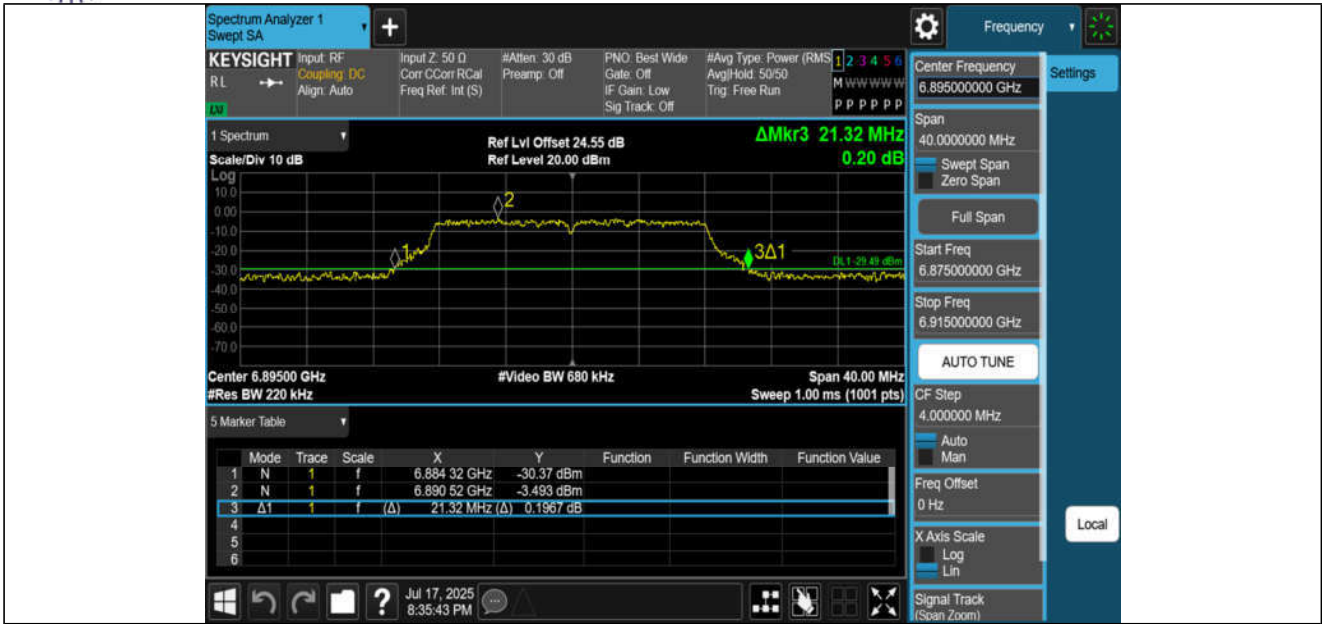 Spectrum Analyzer 1
Swept SA
+
Frequency
KEYSIGHT
RL
LXI
Input: RF
Coupling: DC
Align: Auto
Input Z: 50 Ω
Corr CCorr RCal
Freq Ref: Int (S)
#Atten: 30 dB
Preamp: Off
PNO: Best Wide
Gate: Off
IF Gain: Low
Sig Track: Off
#Avg Type: Power (RMS
Avg|Hold: 50/50
Trig: Free Run
1 2 3 4 5 6
M W W W W W
P P P P P P
1 Spectrum
Scale/Div 10 dB
Ref Lvl Offset 24.55 dB
Ref Level 20.00 dBm
ΔMkr3 21.32 MHz
0.20 dB
Log
10.0
0.00
-10.0
-20.0
-30.0
-40.0
-50.0
-60.0
-70.0
1
2
3Δ1
DL1 -29.49 dBm
Center 6.89500 GHz
#Res BW 220 kHz
#Video BW 680 kHz
Span 40.00 MHz
Sweep 1.00 ms (1001 pts)
5 Marker Table
Mode Trace Scale X Y Function Function Width Function Value
1 N 1 f 6.884 32 GHz -30.37 dBm
2 N 1 f 6.890 52 GHz -3.493 dBm
3 Δ1 1 f (Δ) 21.32 MHz (Δ) 0.1967 dB
4
5
6
?
Jul 17, 2025
8:35:43 PM
Center Frequency
6.895000000 GHz
Settings
Span
40.0000000 MHz
Swept Span
Zero Span
Full Span
Start Freq
6.875000000 GHz
Stop Freq
6.915000000 GHz
AUTO TUNE
CF Step
4.000000 MHz
Auto
Man
Freq Offset
0 Hz
Local
X Axis Scale
Log
Lin
Signal Track
(Span Zoom)